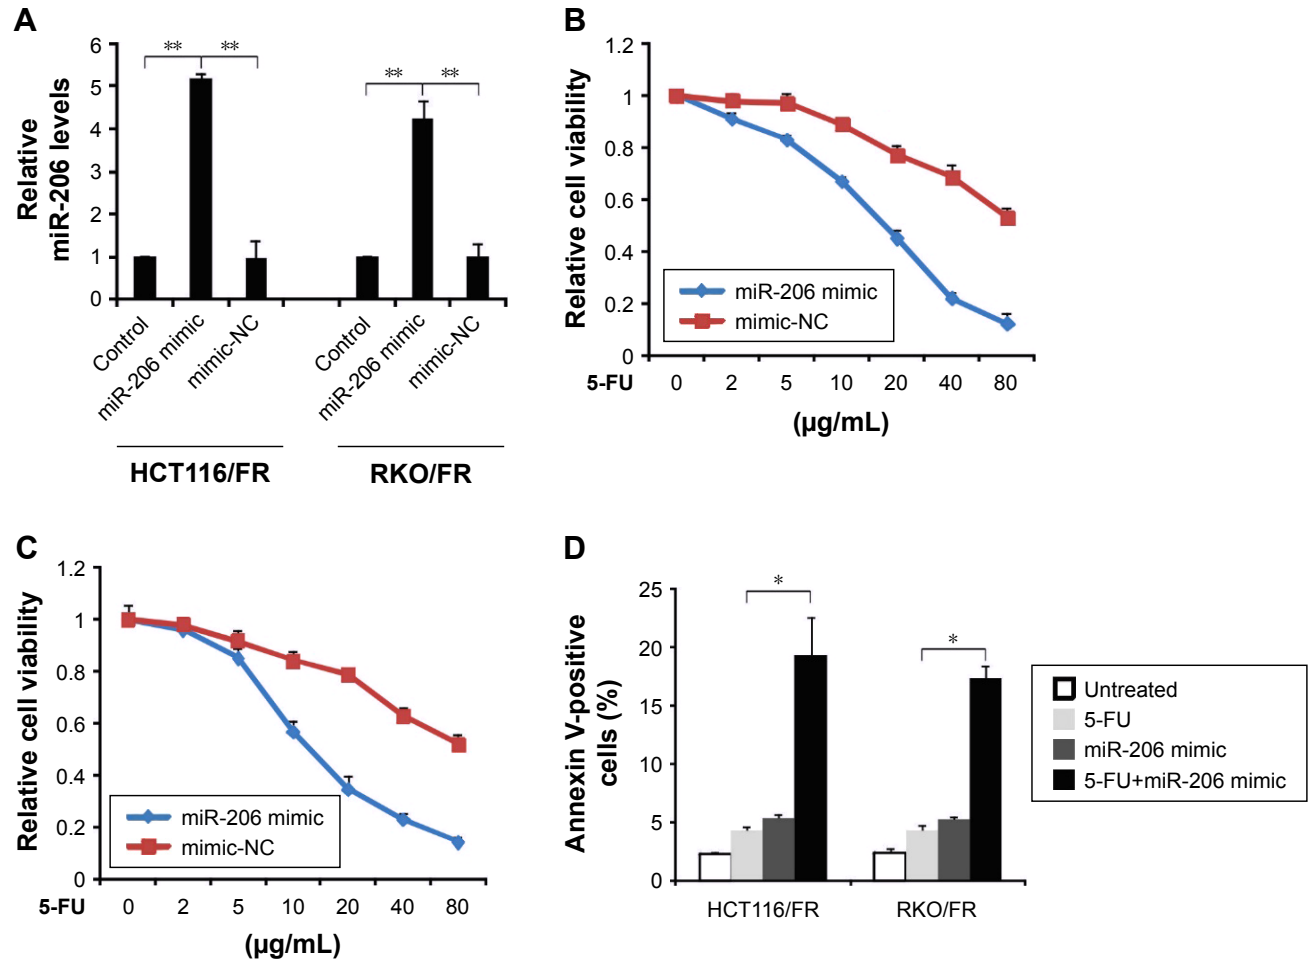 A
Relative
miR-206 levels
6
5
4
3
2
1
0
** **
** **
Control
miR-206 mimic
mimic-NC
Control
miR-206 mimic
mimic-NC
HCT116/FR
RKO/FR
B
Relative cell viability
1.2
1
0.8
0.6
0.4
0.2
0
miR-206 mimic
mimic-NC
5-FU 0 2 5 10 20 40 80
(µg/mL)
C
Relative cell viability
1.2
1
0.8
0.6
0.4
0.2
0
miR-206 mimic
mimic-NC
5-FU 0 2 5 10 20 40 80
(µg/mL)
D
Annexin V-positive
cells (%)
25
20
15
10
5
0
*
*
HCT116/FR RKO/FR
Untreated
5-FU
miR-206 mimic
5-FU+miR-206 mimic